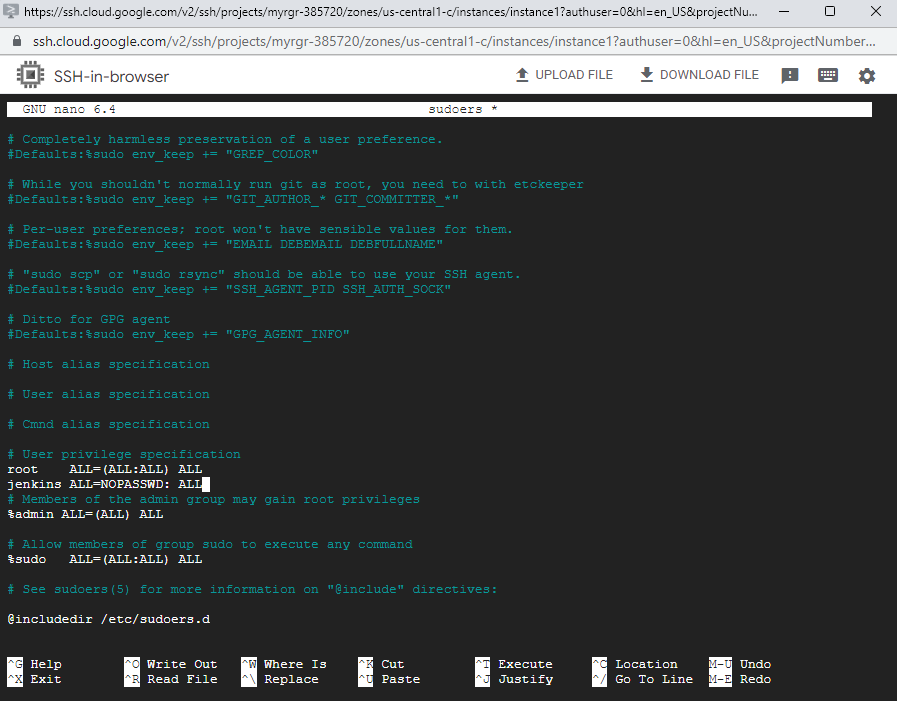 https://ssh.cloud.google.com/v2/ssh/projects/myrgr-385720/zones/us-central1-c/instances/instance1?authuser=0&hl=en_US&projectNu...
ssh.cloud.google.com/v2/ssh/projects/myrgr-385720/zones/us-central1-c/instances/instance1?authuser=0&hl=en_US&projectNumber...
SSH-in-browser UPLOAD FILE DOWNLOAD FILE
GNU nano 6.4 sudoers *
# Completely harmless preservation of a user preference.
#Defaults:%sudo env_keep += "GREP_COLOR"
# While you shouldn't normally run git as root, you need to with etckeeper
#Defaults:%sudo env_keep += "GIT_AUTHOR_* GIT_COMMITTER_*"
# Per-user preferences; root won't have sensible values for them.
#Defaults:%sudo env_keep += "EMAIL DEBEMAIL DEBFULLNAME"
# "sudo scp" or "sudo rsync" should be able to use your SSH agent.
#Defaults:%sudo env_keep += "SSH_AGENT_PID SSH_AUTH_SOCK"
# Ditto for GPG agent
#Defaults:%sudo env_keep += "GPG_AGENT_INFO"
# Host alias specification
# User alias specification
# Cmnd alias specification
# User privilege specification
root    ALL=(ALL:ALL) ALL
jenkins ALL=NOPASSWD: ALL
# Members of the admin group may gain root privileges
%admin ALL=(ALL) ALL
# Allow members of group sudo to execute any command
%sudo   ALL=(ALL:ALL) ALL
# See sudoers(5) for more information on "@include" directives:
@includedir /etc/sudoers.d
^G Help ^O Write Out ^W Where Is ^K Cut ^T Execute ^C Location M-U Undo
^X Exit ^R Read File ^\ Replace ^U Paste ^J Justify ^/ Go To Line M-E Redo